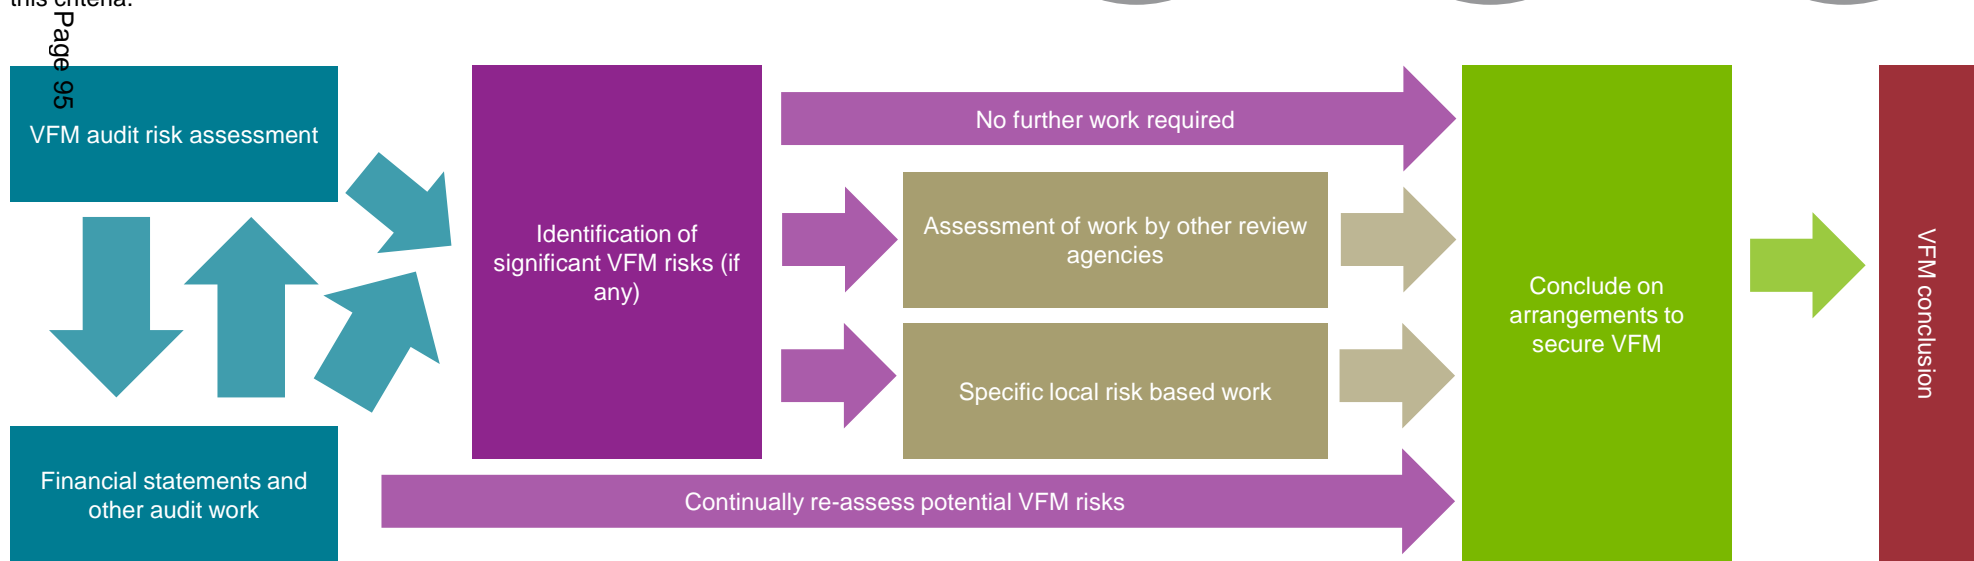 this criteria.
Page 95
VFM audit risk assessment
Financial statements and
other audit work
Identification of
significant VFM risks (if
any)
No further work required
Assessment of work by other review
agencies
Specific local risk based work
Continually re-assess potential VFM risks
Conclude on
arrangements to
secure VFM
VFM conclusion